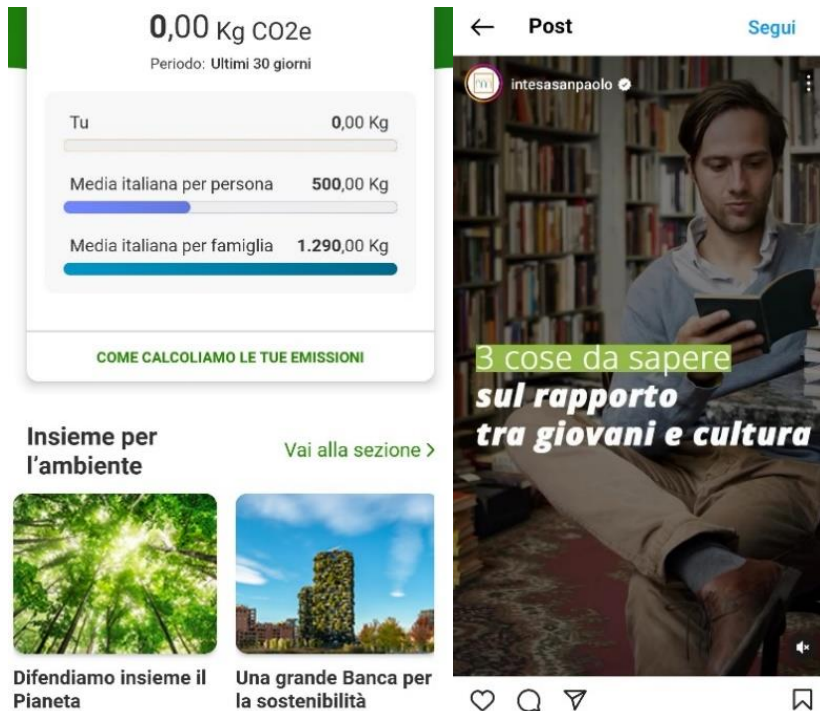 0,00 Kg CO2e
Periodo: Ultimi 30 giorni
Tu 0,00 Kg
Media italiana per persona 500,00 Kg
Media italiana per famiglia 1.290,00 Kg
COME CALCOLIAMO LE TUE EMISSIONI
Insieme per
l'ambiente
Vai alla sezione >
Difendiamo insieme il
Pianeta
Una grande Banca per
la sostenibilità
Post
Segui
intesasanpaolo
3 cose da sapere
sul rapporto
tra giovani e cultura